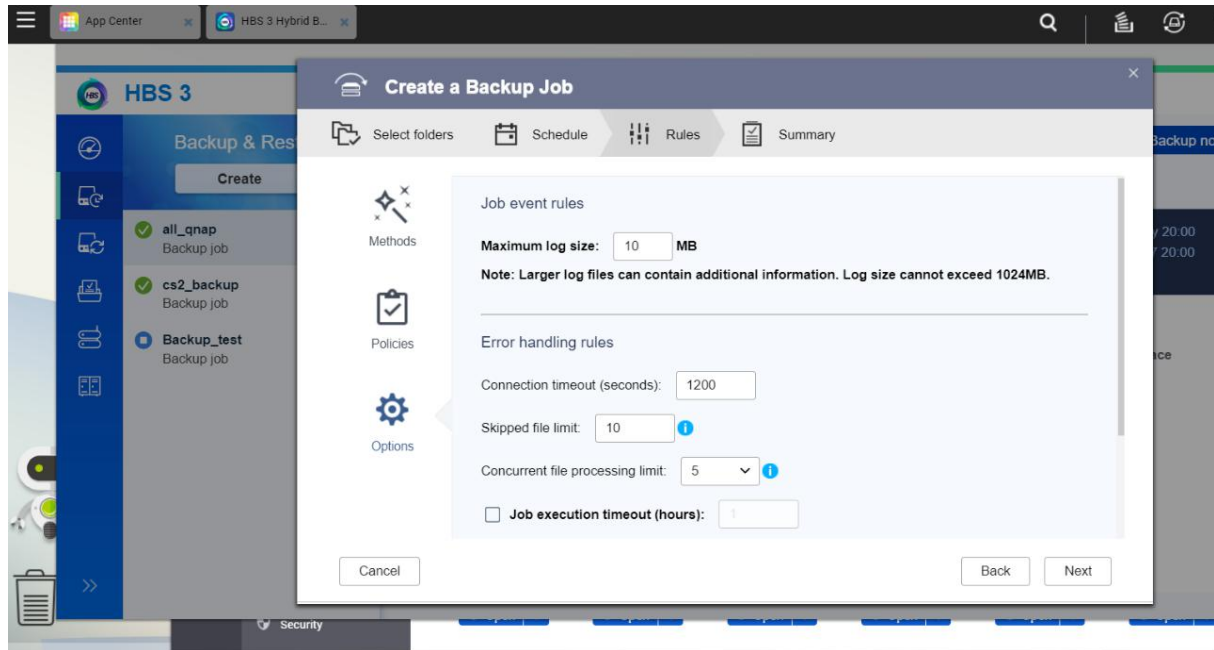 App Center
HBS 3 Hybrid B...
HBS
HBS 3
Backup & Rest
Create
all_qnap
Backup job
cs2_backup
Backup job
Backup_test
Backup job
Create a Backup Job
Select folders
Schedule
Rules
Summary
Methods
Policies
Options
Job event rules
Maximum log size: 10 MB
Note: Larger log files can contain additional information. Log size cannot exceed 1024MB.
Error handling rules
Connection timeout (seconds): 1200
Skipped file limit: 10
Concurrent file processing limit: 5
Job execution timeout (hours): 1
Cancel
Back
Next
Backup no
y 20:00
20:00
ace
Security